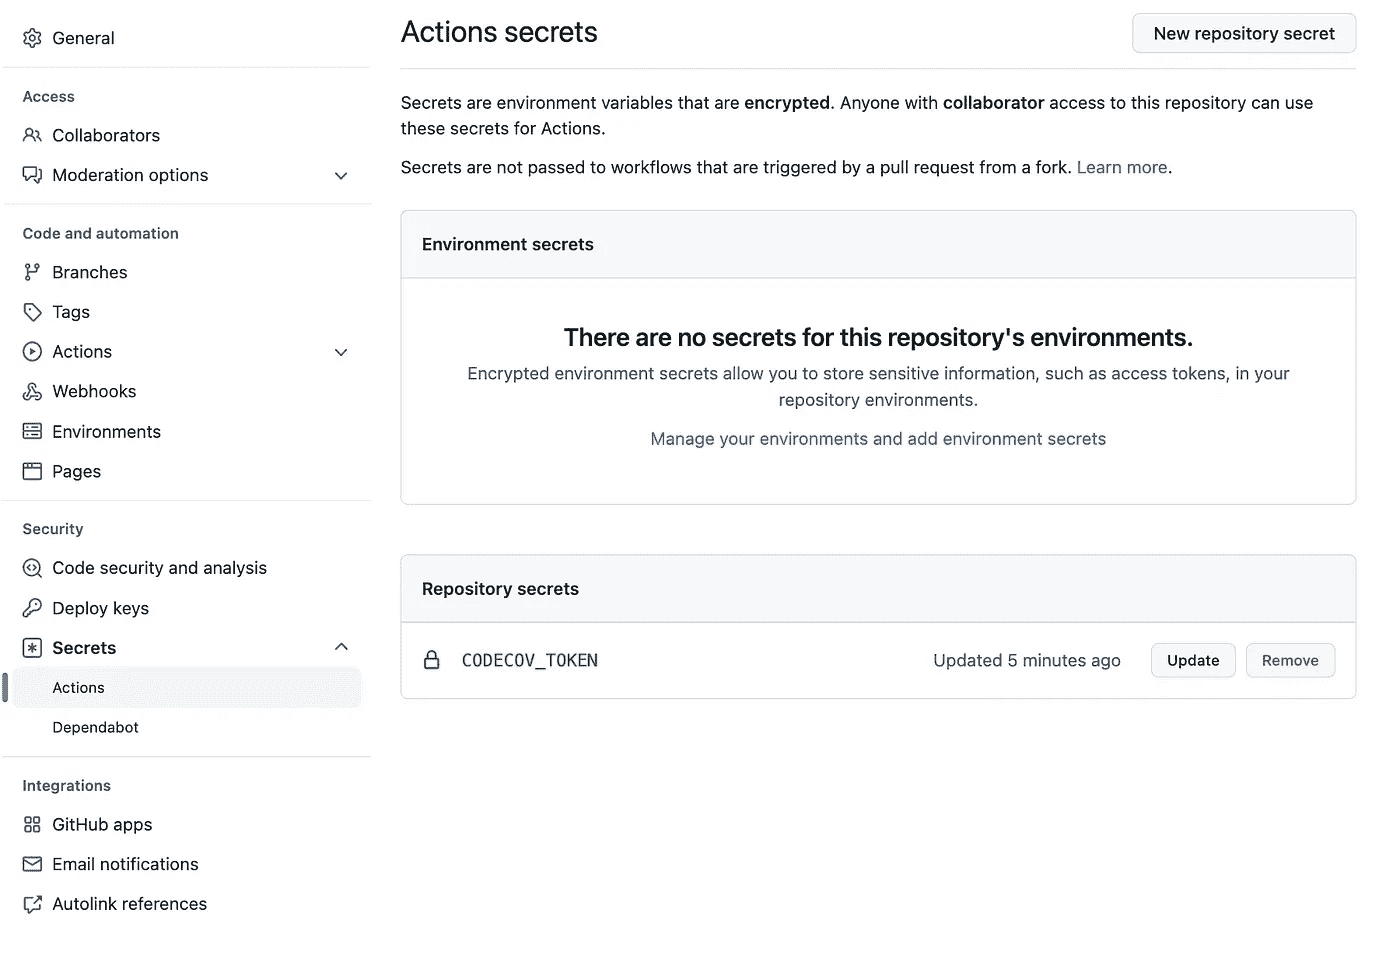 General
Access
Collaborators
Moderation options
Code and automation
Branches
Tags
Actions
Webhooks
Environments
Pages
Security
Code security and analysis
Deploy keys
Secrets
Actions
Dependabot
Integrations
GitHub apps
Email notifications
Autolink references
Actions secrets
New repository secret
Secrets are environment variables that are encrypted. Anyone with collaborator access to this repository can use
these secrets for Actions.
Secrets are not passed to workflows that are triggered by a pull request from a fork. Learn more.
Environment secrets
There are no secrets for this repository's environments.
Encrypted environment secrets allow you to store sensitive information, such as access tokens, in your
repository environments.
Manage your environments and add environment secrets
Repository secrets
CODECOV_TOKEN
Updated 5 minutes ago
Update
Remove